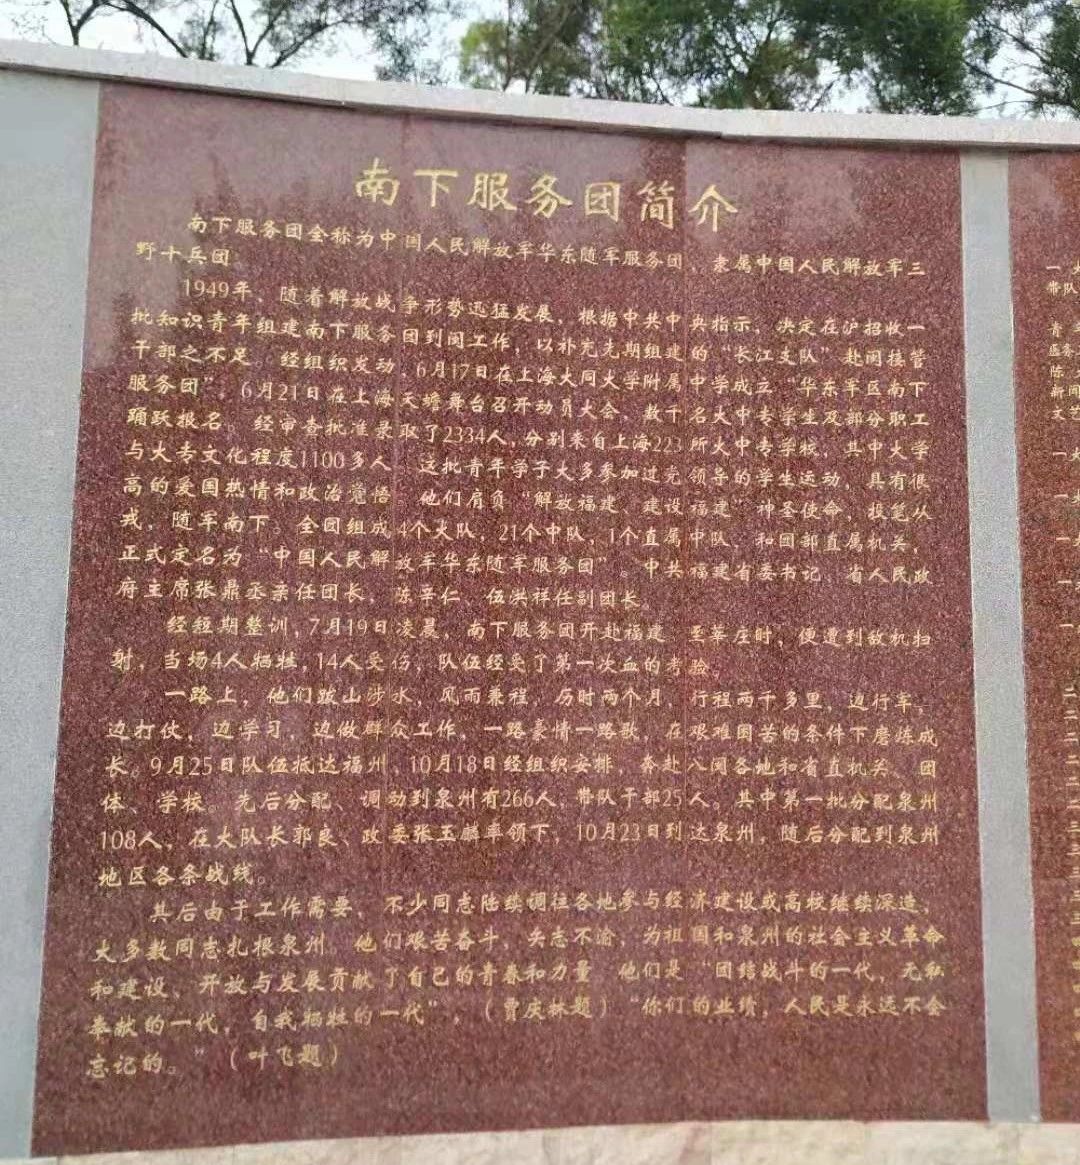 南下服务团简介
南下服务团全称为中国人民解放军华东随军服务团、隶属中国人民解放军三
野十兵团。
1949年、随着解放战争形势迅猛发展，根据中共中央指示，决定在沪招收一
批知识青年组建南下服务团到闽工作，以补充先期组建的“长江支队”赴闽接管
干部之不足 经组织发动，6月17日在上海大同大学附属中学成立“华东军区南下
服务团”，6月21日在上海天蟾舞台召开动员大会、数千名大中专学生及部分职工
踊跃报名。经审查批准录取了2334人，分别来自上海223所大中专学校，其中大学
与大专文化程度1100多人 这批青年学子大多参加过党领导的学生运动，具有很
高的爱国热情和政治觉悟 他们肩负“解放福建、建设福建”神圣使命，投笔从
戎，随军南下。全团组成4个大队，21个中队，1个直属中队、和团部直属机关，
正式定名为“中国人民解放军华东随军服务团”。中共福建省委书记、省人民政
府主席张鼎丞亲任团长，陈辛仁、伍洪祥任副团长。
经短期整训，7月19日凌晨，南下服务团开赴福建 至莘庄时，便遭到敌机扫
射，当场4人牺牲，14人受伤，队伍经受了第一次血的考验。
一路上，他们跋山涉水，风雨兼程，历时两个月，行程两千多里，边行军，
边打仗，边学习，边做群众工作，一路豪情一路歌，在艰难困苦的条件下磨炼成
长。9月25日队伍抵达福州，10月18日经组织安排，奔赴八闽各地和省直机关、团
体、学校。先后分配、调动到泉州有266人，带队干部25人。其中第一批分配泉州
108人，在大队长郭良、政委张玉麟率领下，10月23日到达泉州，随后分配到泉州
地区各条战线。
其后由于工作需要，不少同志陆续调往各地参与经济建设或高校继续深造，
大多数同志扎根泉州 他们艰苦奋斗，矢志不渝，为祖国和泉州的社会主义革命
和建设、开放与发展贡献了自己的青春和力量 他们是“团结战斗的一代，无私
奉献的一代，自我牺牲的一代”，（贾庆林题）“你们的业绩，人民是永远不会
忘记的。”（叶飞题）
带队